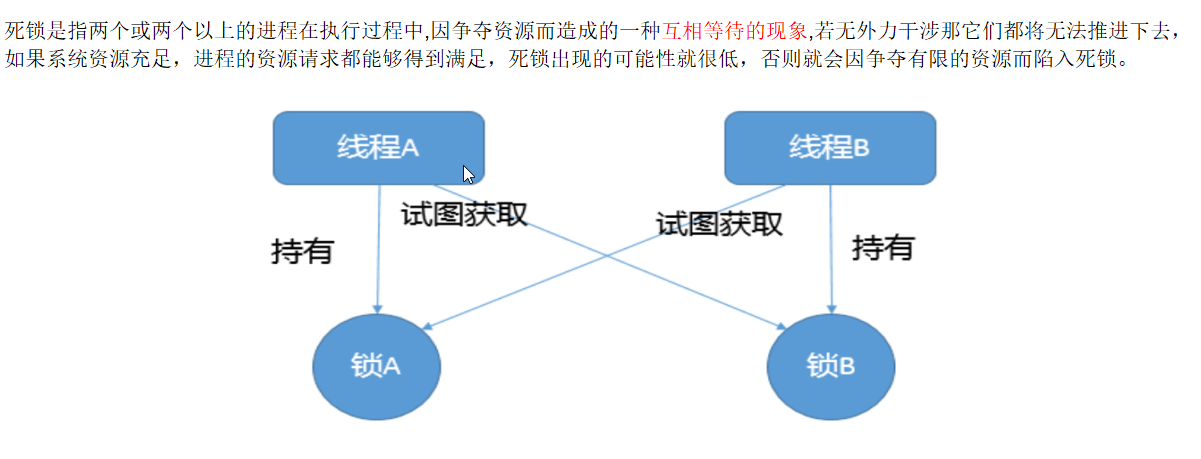 死锁是指两个或两个以上的进程在执行过程中,因争夺资源而造成的一种互相等待的现象,若无外力干涉那它们都将无法推进下去，
如果系统资源充足，进程的资源请求都能够得到满足，死锁出现的可能性就很低，否则就会因争夺有限的资源而陷入死锁。
线程A
线程B
试图获取
试图获取
持有
持有
锁A
锁B